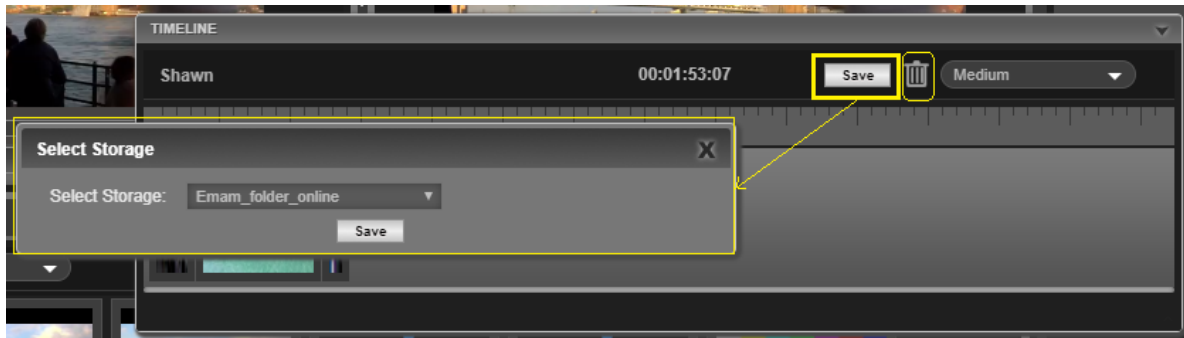 TIMELINE
Shawn 00:01:53:07 Save Medium
Select Storage X
Select Storage: Emam_folder_online
Save